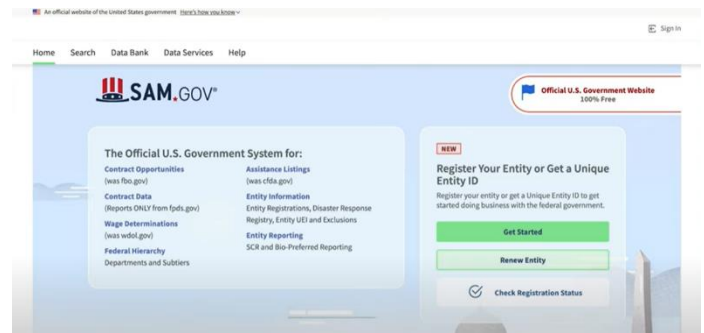 An official website of the United States government Here's how you know
Sign In
Home Search Data Bank Data Services Help
SAM.GOV®
Official U.S. Government Website
100% Free
The Official U.S. Government System for:
Contract Opportunities
(was fbo.gov)
Contract Data
(Reports ONLY from fpds.gov)
Wage Determinations
(was wdol.gov)
Federal Hierarchy
Departments and Subtiers
Assistance Listings
(was cfda.gov)
Entity Information
Entity Registrations, Disaster Response
Registry, Entity UEI and Exclusions
Entity Reporting
SCR and Bio-Preferred Reporting
NEW
Register Your Entity or Get a Unique
Entity ID
Register your entity or get a Unique Entity ID to get
started doing business with the federal government.
Get Started
Renew Entity
Check Registration Status